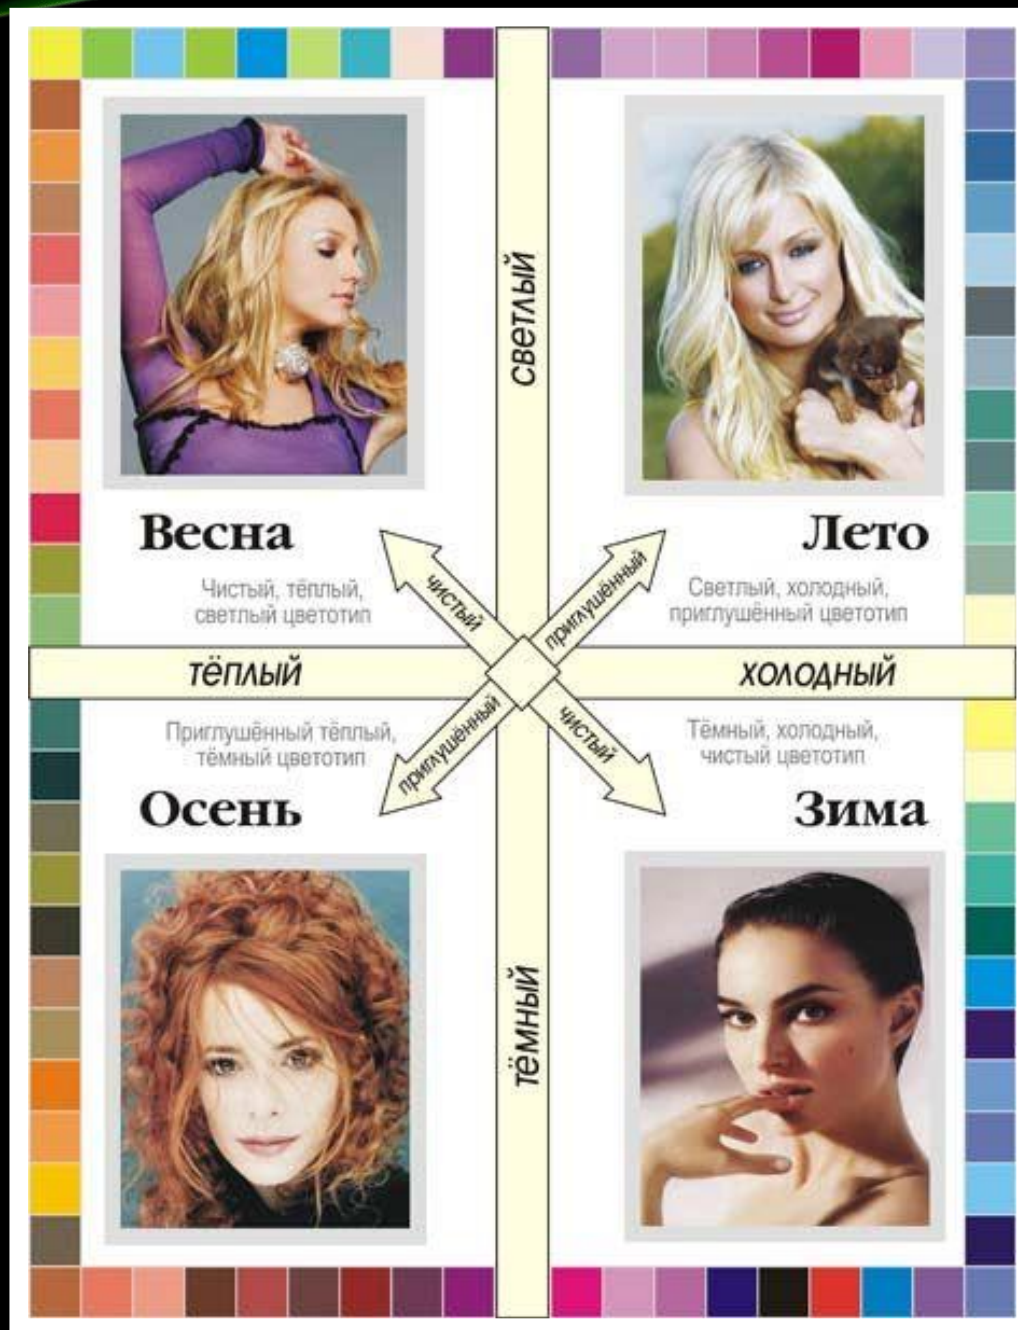 СВЕТЛЫЙ
Весна
Чистый, тёплый,
светлый цветотип
Лето
Светлый, холодный,
приглушённый цветотип
чистый
приглушённый
ТЁПЛЫЙ
ХОЛОДНЫЙ
приглушённый
чистый
Приглушённый тёплый,
тёмный цветотип
Осень
Тёмный, холодный,
чистый цветотип
Зима
ТЁМНЫЙ